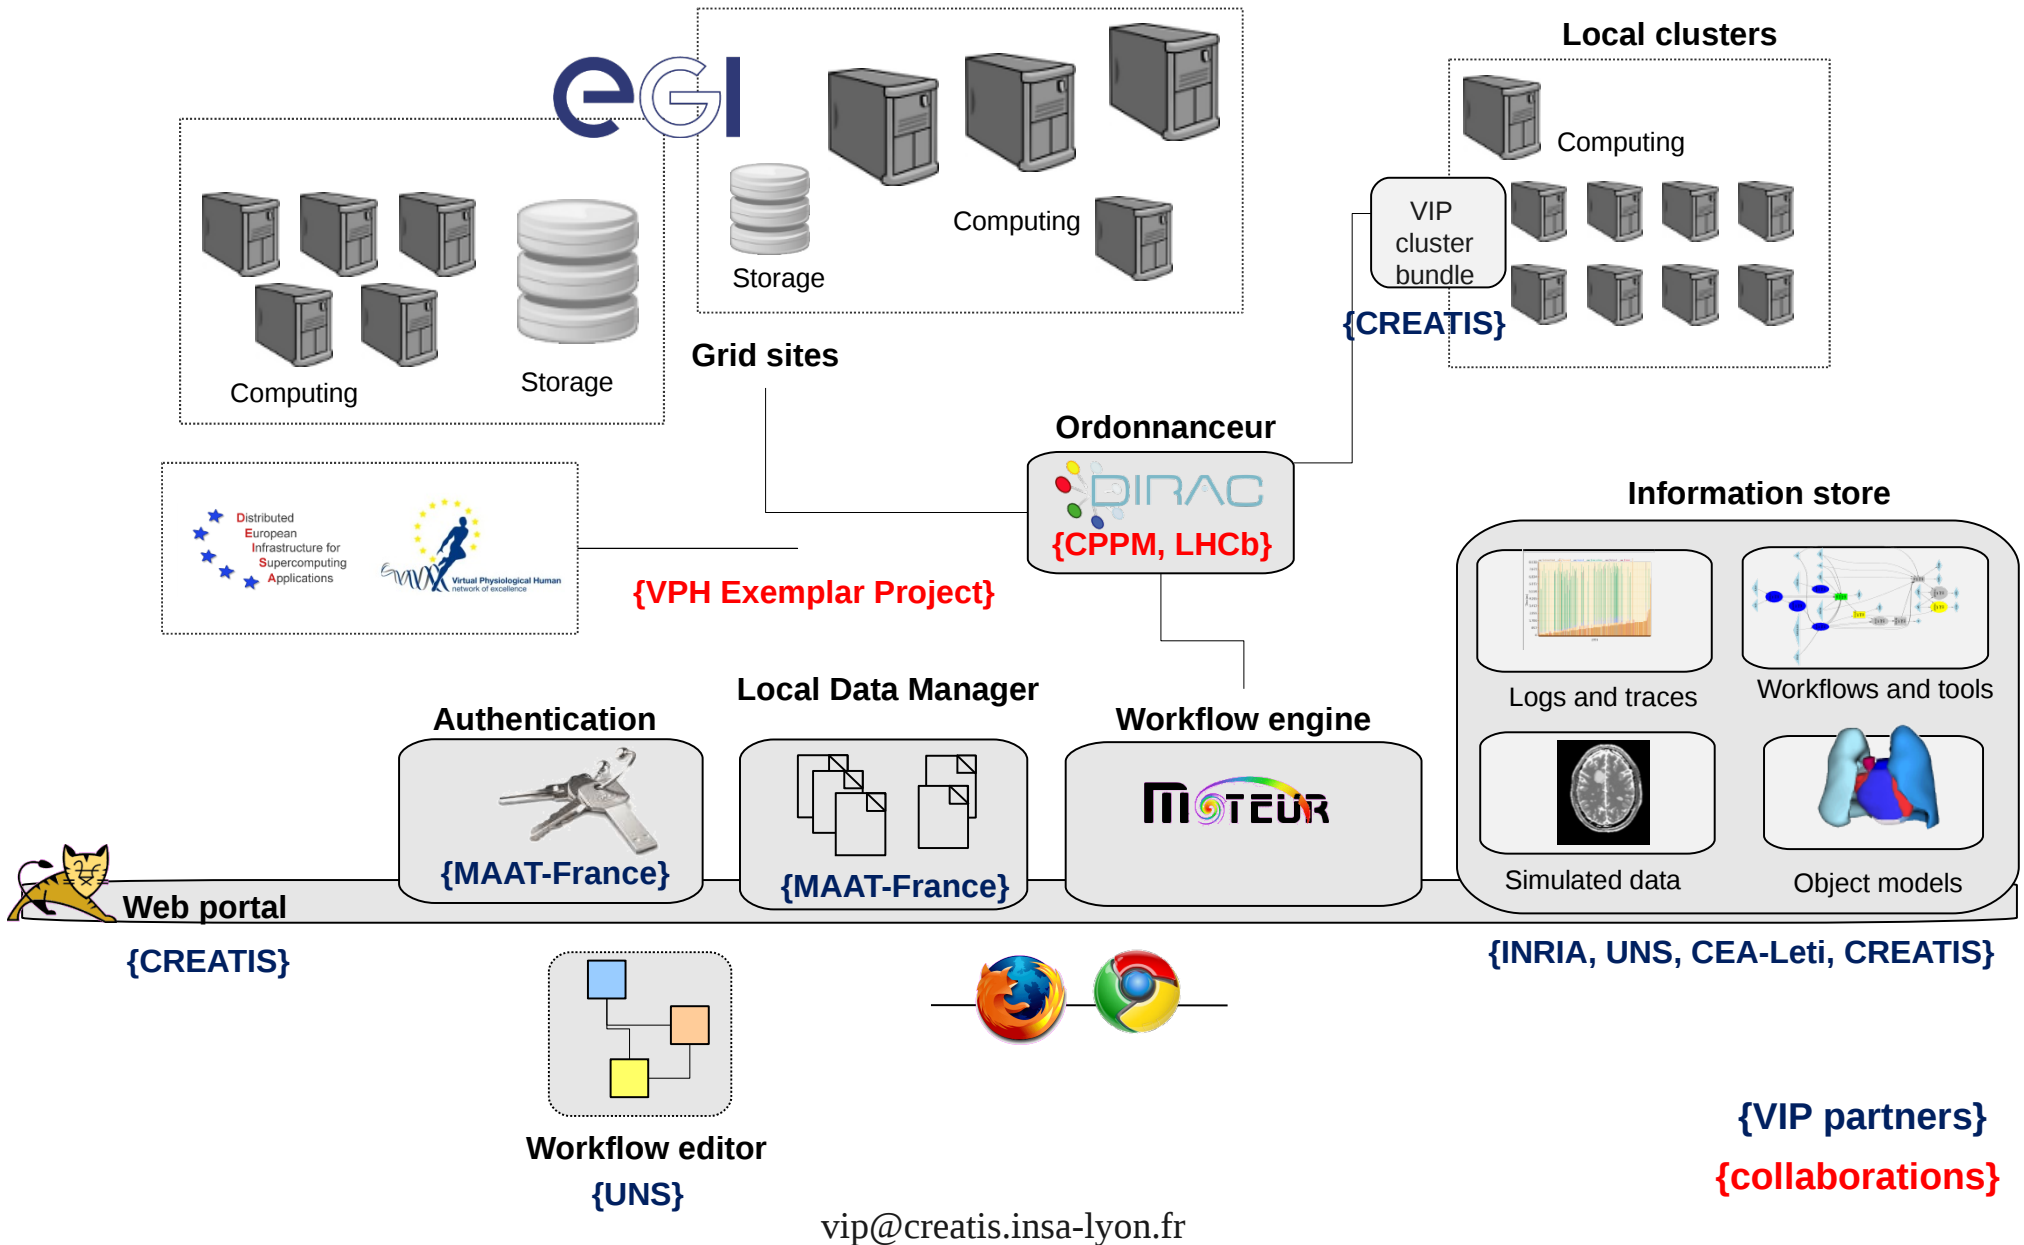 eGI
Local clusters
Computing
VIP
cluster
bundle
{CREATIS}
Computing
Storage
Computing
Storage
Grid sites
Ordonnanceur
DIRAC
{CPPM, LHCb}
Distributed
European
Infrastructure for
Supercomputing
Applications
Virtual Physiological Human
network of excellence
{VPH Exemplar Project}
Information store
Logs and traces
Workflows and tools
Simulated data
Object models
{INRIA, UNS, CEA-Leti, CREATIS}
Local Data Manager
Authentication
Workflow engine
MOTEUR
{MAAT-France}
{MAAT-France}
Web portal
{CREATIS}
Workflow editor
{UNS}
{VIP partners}
{collaborations}
vip@creatis.insa-lyon.fr